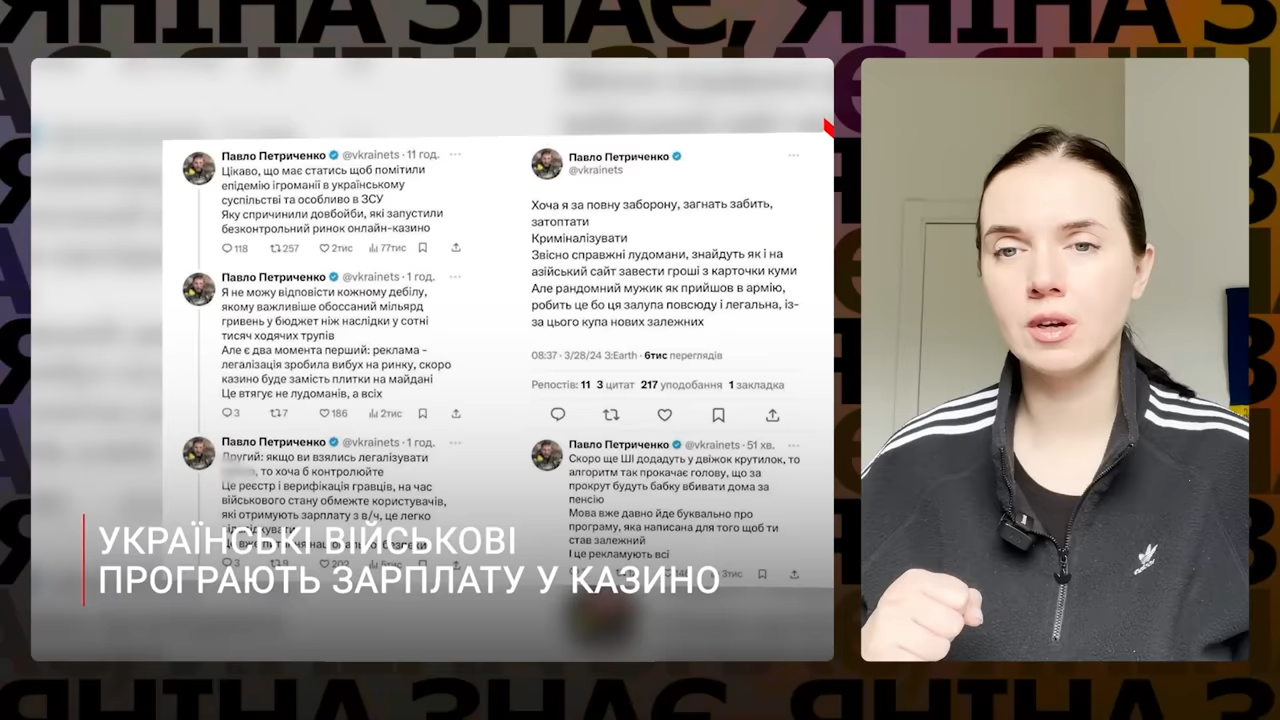 ЯНІНА ЗНАЄ, ЯНІНА З
Павло Петриченко @vkrainets · 11 год.
Цікаво, що має статись щоб помітили
епідемію ігроманії в українському
суспільстві та особливо в ЗСУ
Яку спричинили довбойби, які запустили
безконтрольний ринок онлайн-казино
118 257 2тис 77тис
Павло Петриченко @vkrainets · 1 год.
Я не можу відповісти кожному дебілу,
якому важливіше обоссаний мільярд
гривень у бюджет ніж наслідки у сотні
тисяч ходячих трупів
Але є два момента перший: реклама -
легалізація зробила вибух на ринку, скоро
казино буде замість плитки на майдані
Це втягує не лудоманів, а всіх
3 7 186 2тис
Павло Петриченко @vkrainets · 1 год.
Другий: якщо ви взялись легалізувати
, то хоча б контролюйте
Це реєстр і верифікація гравців, на час
військового стану обмежте користувачів,
які отримують зарплату з в/ч, це легко
Павло Петриченко
@vkrainets
Хоча я за повну заборону, загнать забить,
затоптати
Криміналізувати
Звісно справжні лудомани, знайдуть як і на
азійський сайт завести гроші з карточки куми
Але рандомний мужик як прийшов в армію,
робить це бо ця залупа повсюду і легальна, із-
за цього купа нових залежних
08:37 · 3/28/24 З:Earth · 6тис переглядів
Репостів: 11 3 цитат 217 уподобання 1 закладка
Павло Петриченко @vkrainets · 51 хв.
Скоро ще ШІ додадуть у двіжок крутилок, то
алгоритм так прокачає голову, що за
прокрут будуть бабку вбивати дома за
пенсію
Мова вже давно йде буквально про
програму, яка написана для того щоб ти
став залежний
І це рекламують всі
3тис
УКРАЇНСЬКІ ВІЙСЬКОВІ
ПРОГРАЮТЬ ЗАРПЛАТУ У КАЗИНО
adidas
ЯНІНА ЗНАЄ, ЯНІНА З